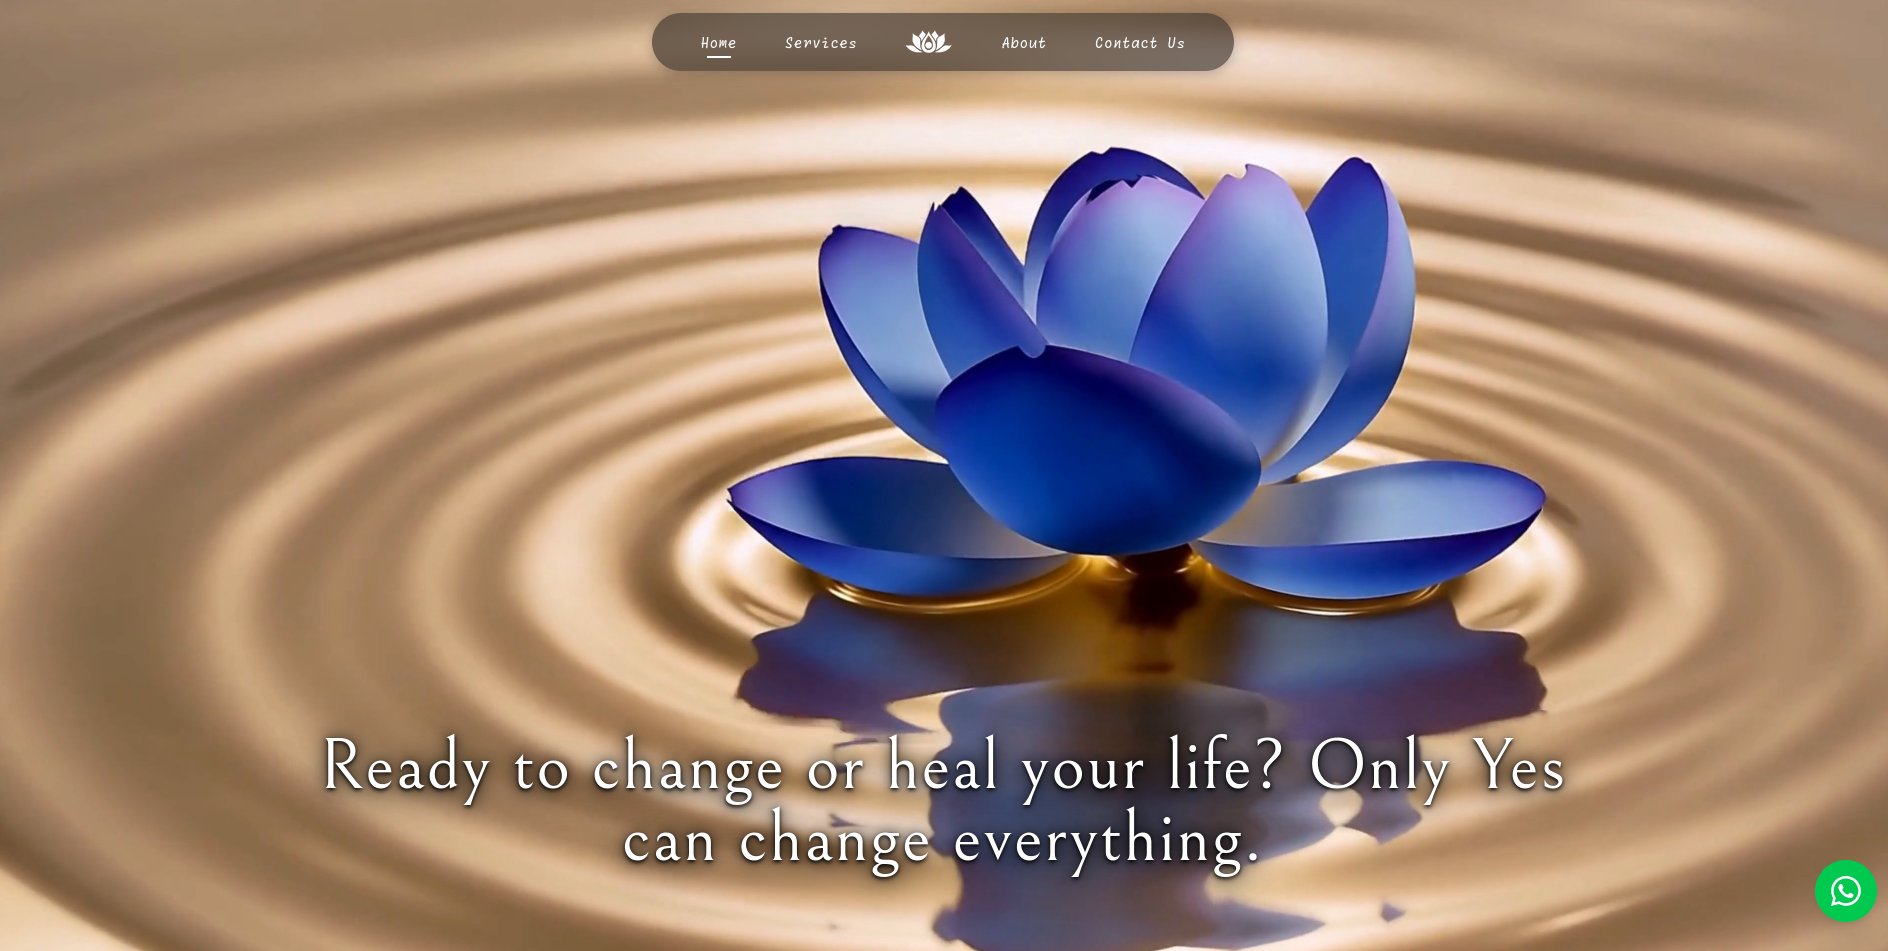 Home Services About Contact Us
Ready to change or heal your life? Only Yes
can change everything.